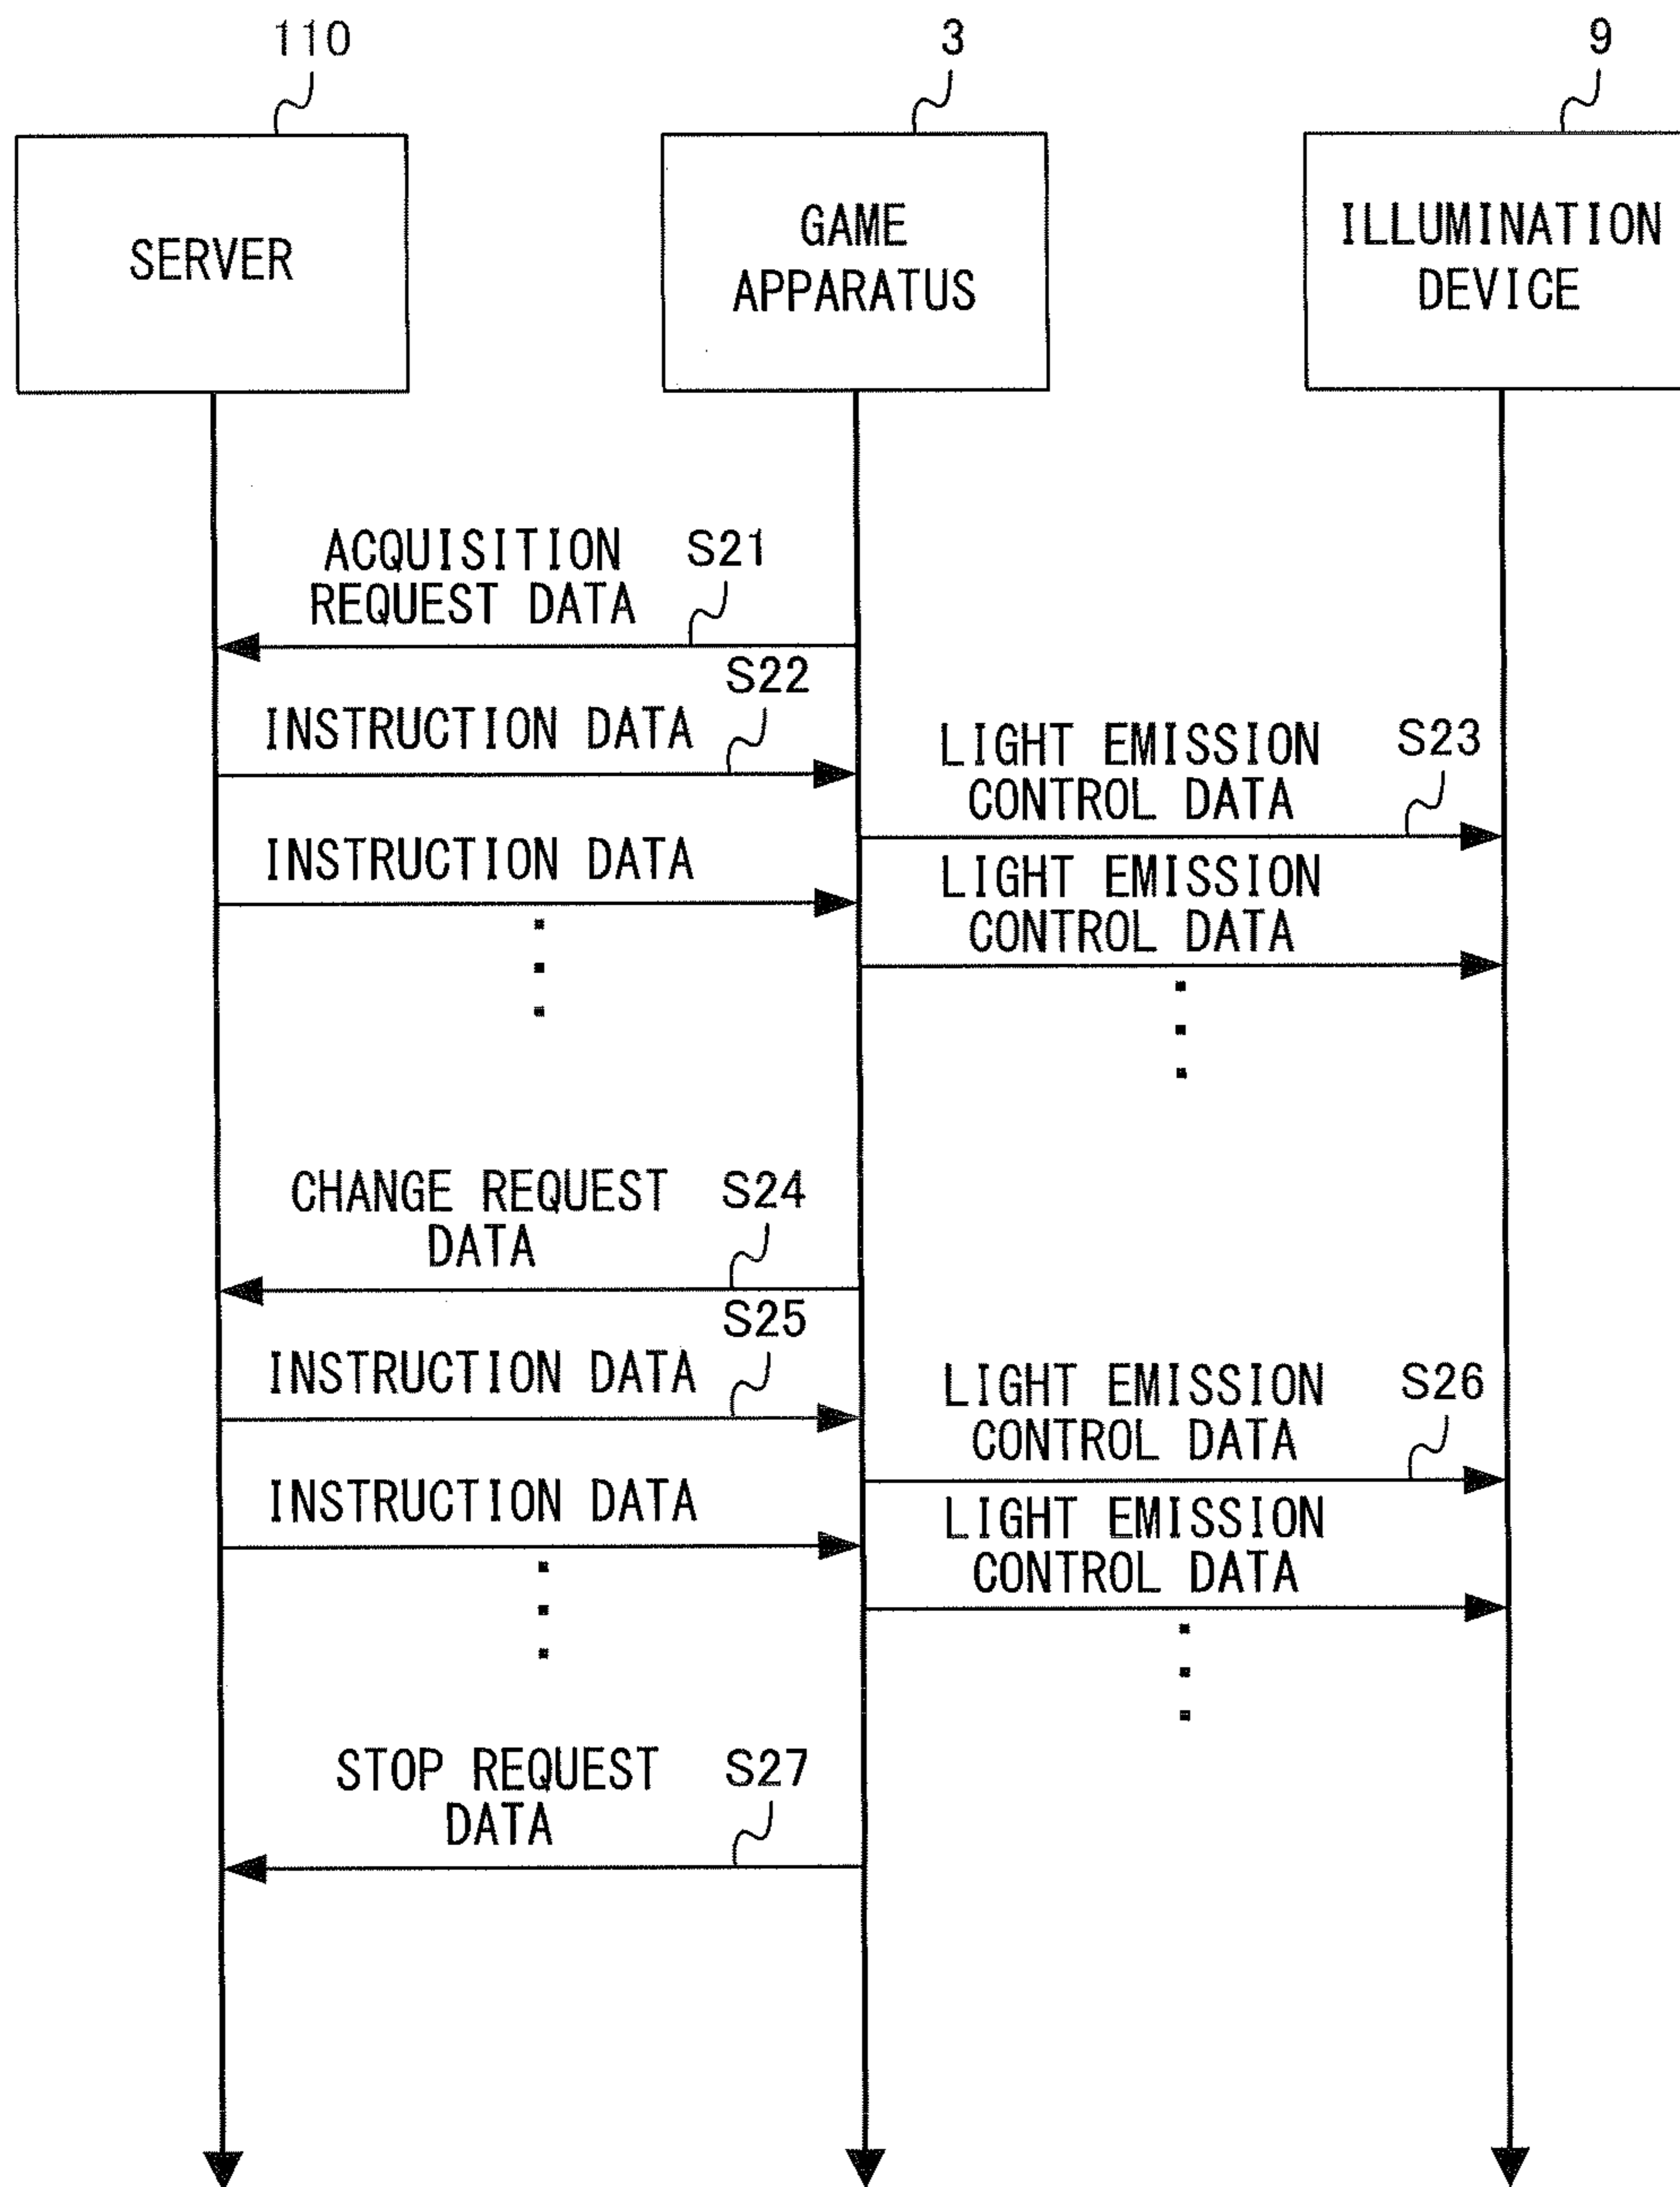 110
3
9
SERVER
GAME
APPARATUS
ILLUMINATION
DEVICE
ACQUISITION
REQUEST DATA
S21
S22
INSTRUCTION DATA
LIGHT EMISSION
CONTROL DATA
S23
INSTRUCTION DATA
LIGHT EMISSION
CONTROL DATA
CHANGE REQUEST
DATA
S24
S25
INSTRUCTION DATA
LIGHT EMISSION
CONTROL DATA
S26
INSTRUCTION DATA
LIGHT EMISSION
CONTROL DATA
STOP REQUEST
DATA
S27